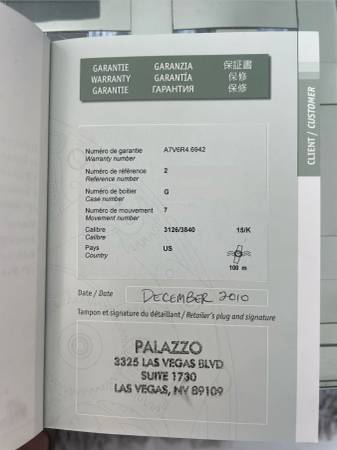 GARANTIE GARANZIA 保証書
WARRANTY GARANTÍA 保修
GARANTIE ГАРАНТИЯ 保修
CLIENT / CUSTOMER
Numéro de garantie A7V6R4.6942
Warranty number
Numéro de référence 2
Reference number
Numéro de boitier G
Case number
Numéro de mouvement 7
Movement number
Calibre 3126/3840 15/K
Calibre
Pays US
Country
100 m
Date / Date DECEMBER 2010
Tampon et signature du détaillant / Retailer's plug and signature
PALAZZO
3325 LAS VEGAS BLVD
SUITE 1730
LAS VEGAS, NV 89109